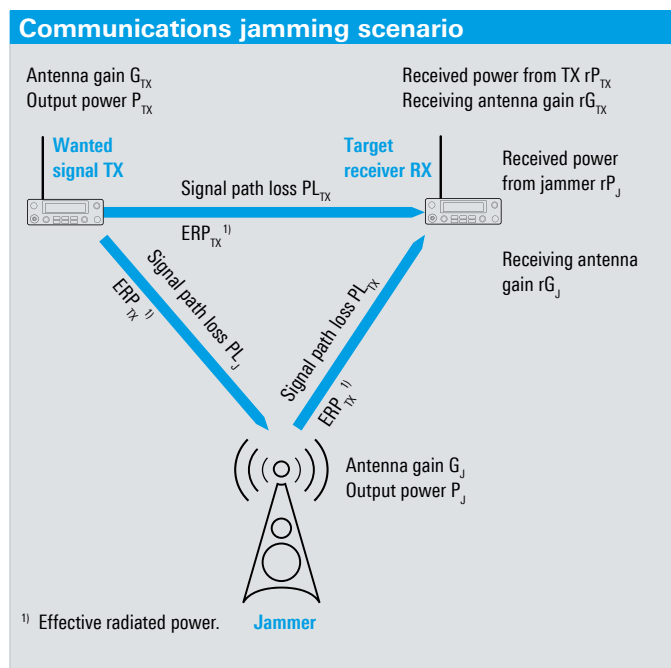 Communications jamming scenario
Antenna gain G_TX
Output power P_TX
Received power from TX rP_TX
Receiving antenna gain rG_TX
Wanted
signal TX
Target
receiver RX
Received power
from jammer rP_J
Signal path loss PL_TX
ERP_TX 1)
Receiving antenna
gain rG_J
Signal path loss PL_J
ERP_TX 1)
Signal path loss PL_TX
ERP_TX 1)
Antenna gain G_J
Output power P_J
1) Effective radiated power.
Jammer